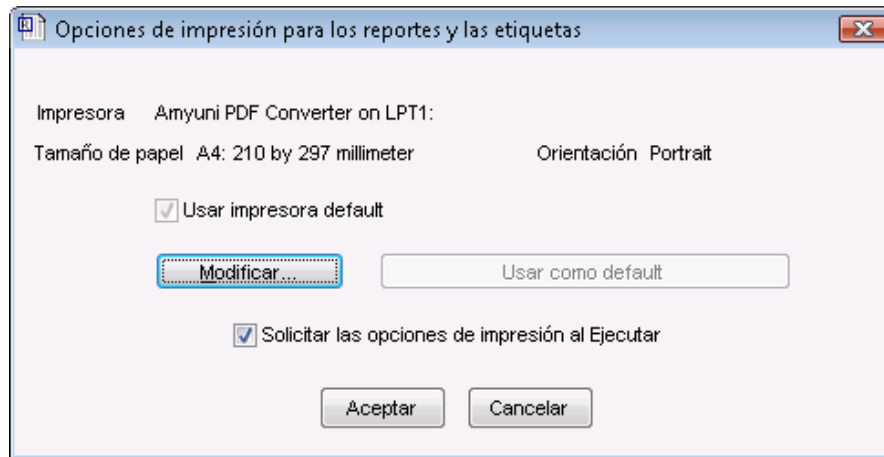 Opciones de impresión para los reportes y las etiquetas
Impresora Amyuni PDF Converter on LPT1:
Tamaño de papel A4: 210 by 297 millimeter Orientación Portrait
Usar impresora default
Modificar... Usar como default
Solicitar las opciones de impresión al Ejecutar
Aceptar Cancelar